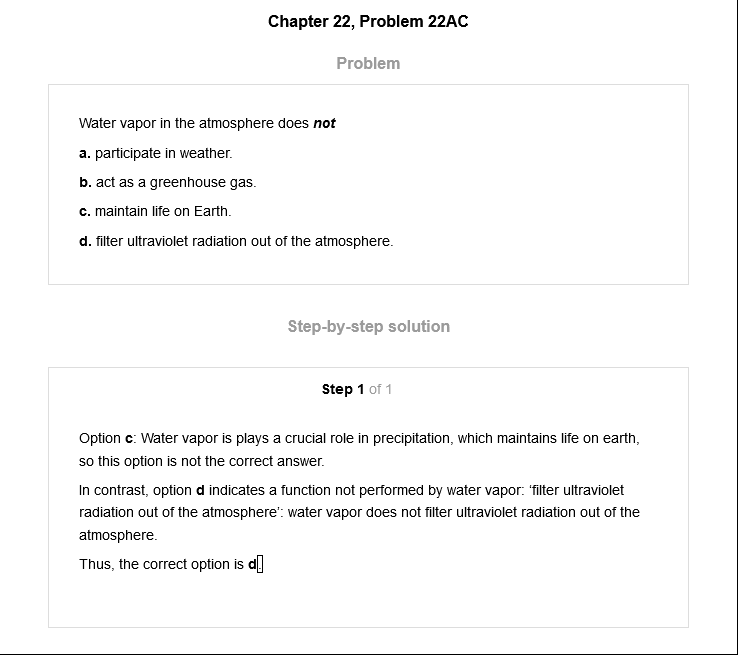 Chapter 22, Problem 22AC
Problem
Water vapor in the atmosphere does not
a. participate in weather.
b. act as a greenhouse gas.
c. maintain life on Earth.
d. filter ultraviolet radiation out of the atmosphere.
Step-by-step solution
Step 1 of 1
Option c: Water vapor is plays a crucial role in precipitation, which maintains life on earth,
so this option is not the correct answer.
In contrast, option d indicates a function not performed by water vapor: ‘filter ultraviolet
radiation out of the atmosphere’: water vapor does not filter ultraviolet radiation out of the
atmosphere.
Thus, the correct option is d.